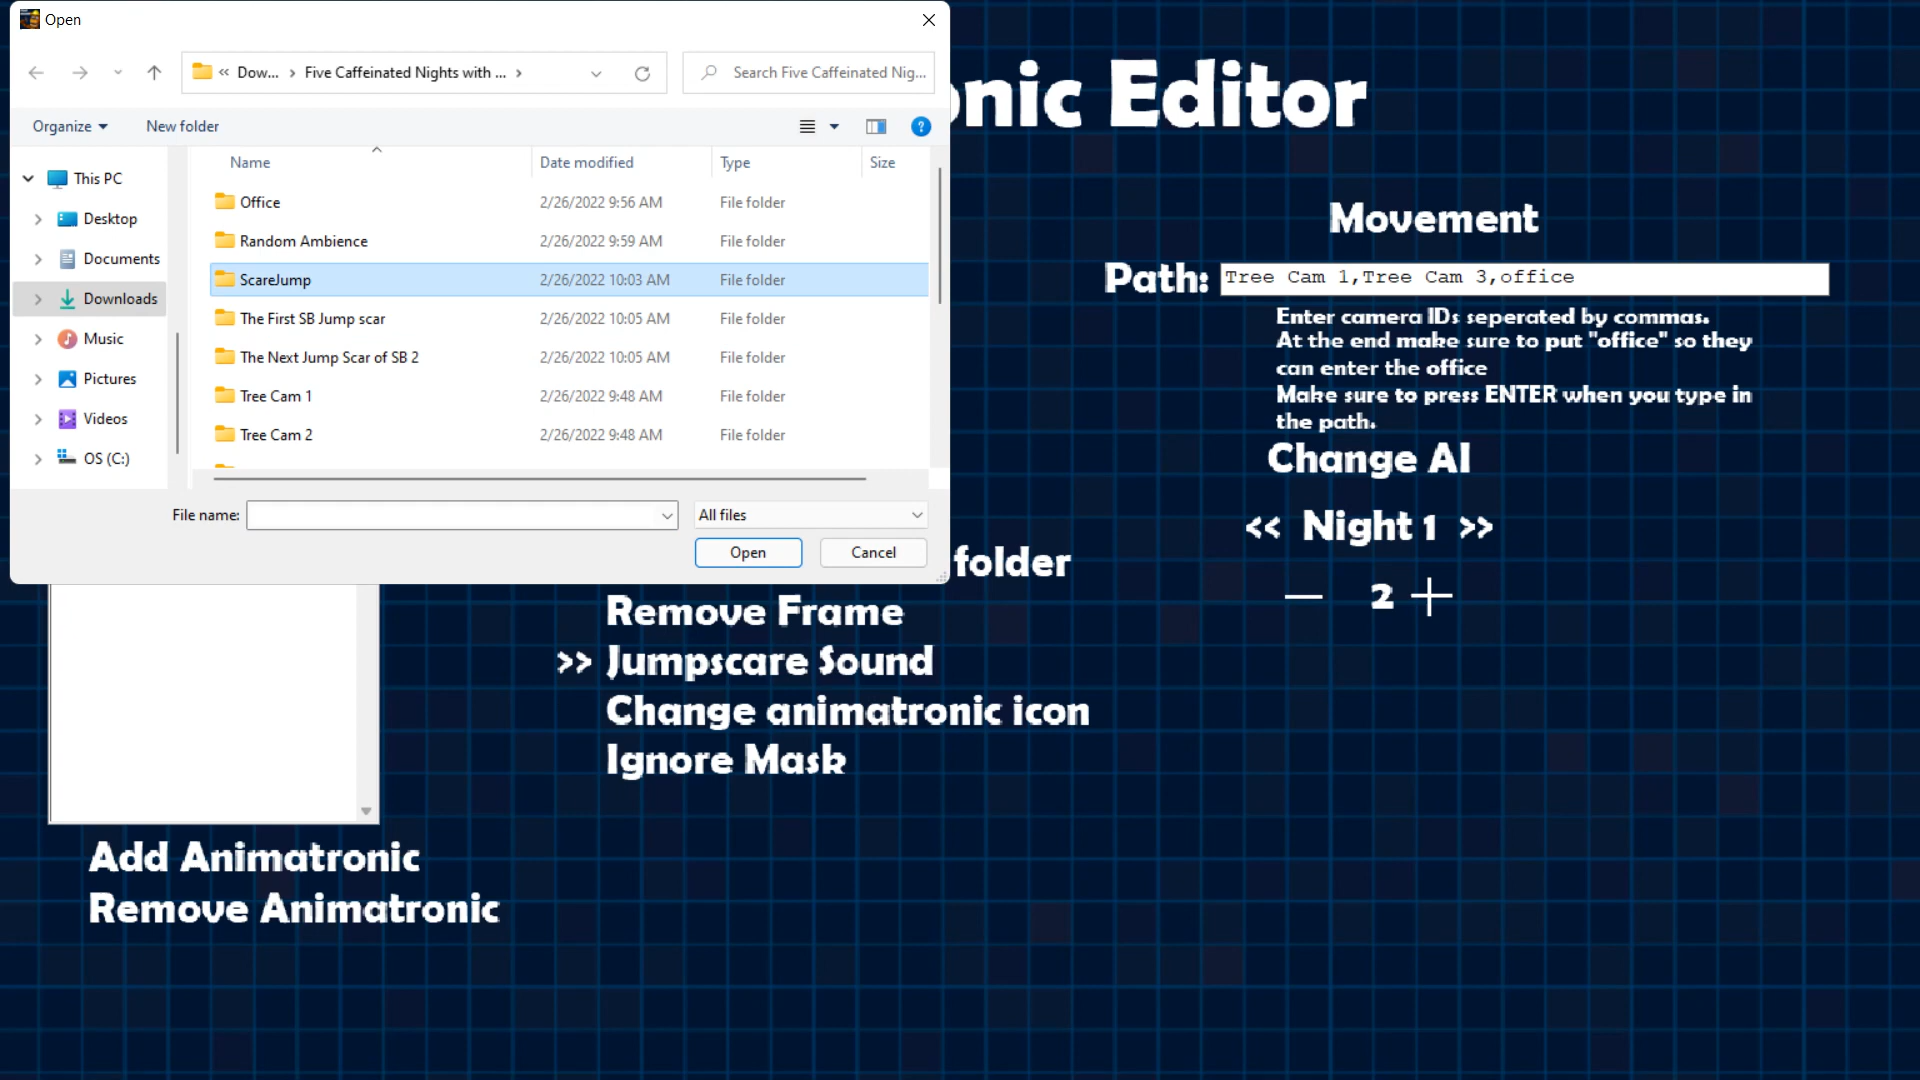 Open
« Dow... › Five Caffeinated Nights with ... ›
Search Five Caffeinated Nig...
Organize
New folder
Name
Date modified
Type
Size
This PC
Desktop
Documents
Downloads
Music
Pictures
Videos
OS (C:)
Office 2/26/2022 9:56 AM File folder
Random Ambience 2/26/2022 9:59 AM File folder
ScareJump 2/26/2022 10:03 AM File folder
The First SB Jump scar 2/26/2022 10:05 AM File folder
The Next Jump Scar of SB 2 2/26/2022 10:05 AM File folder
Tree Cam 1 2/26/2022 9:48 AM File folder
Tree Cam 2 2/26/2022 9:48 AM File folder
File name:
All files
Open
Cancel
onic Editor
Movement
Path: Tree Cam 1,Tree Cam 3,office
Enter camera IDs seperated by commas.
At the end make sure to put "office" so they
can enter the office
Make sure to press ENTER when you type in
the path.
Change AI
<< Night 1 >>
— 2 +
folder
Remove Frame
>> Jumpscare Sound
Change animatronic icon
Ignore Mask
Add Animatronic
Remove Animatronic